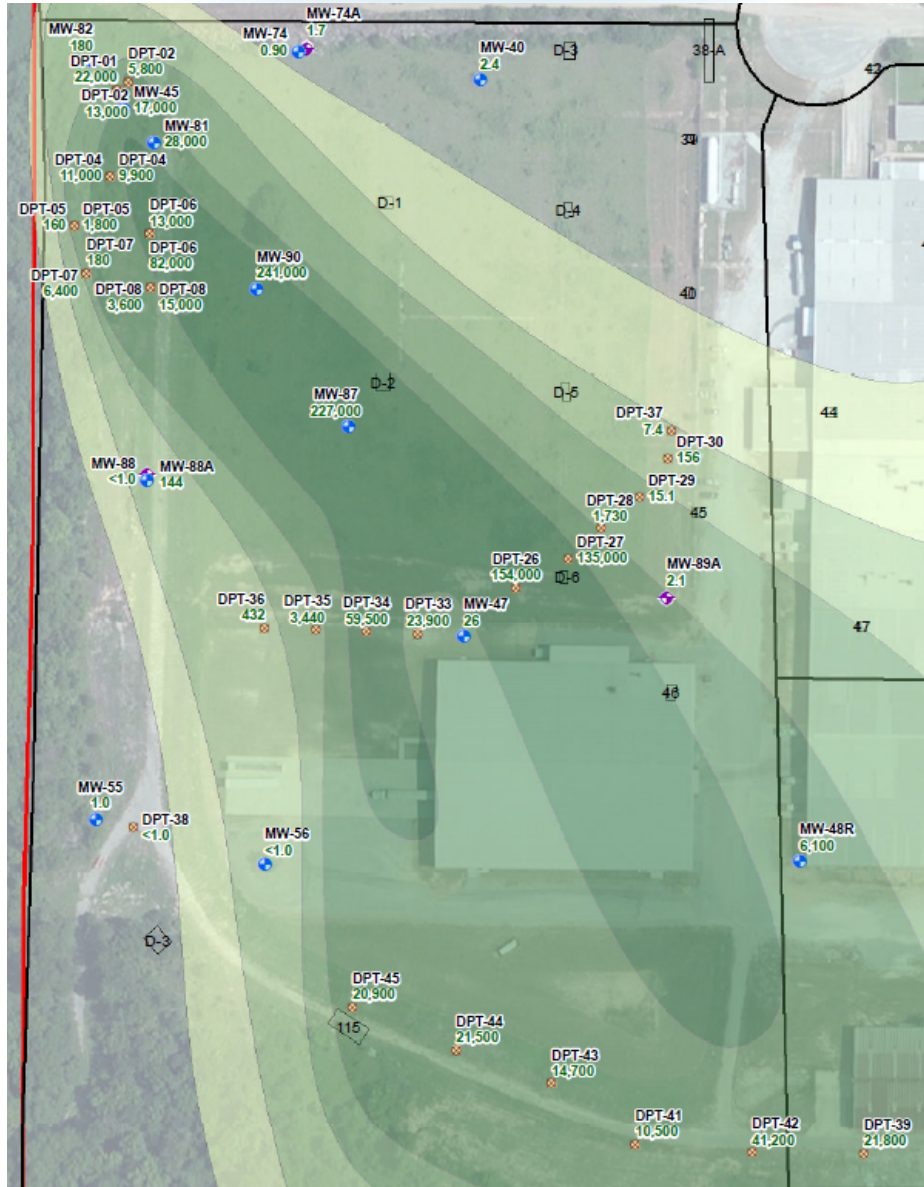 MW-74A
1.7
MW-82
180
MW-74
0.90
MW-40
2.4
D-3
38-A
42
DPT-01
22,000
DPT-02
5,800
DPT-02
13,000
MW-45
17,000
MW-81
28,000
39
DPT-04
11,000
DPT-04
9,900
D-1
D-4
DPT-05
160
DPT-05
1,800
DPT-06
13,000
DPT-07
180
DPT-06
82,000
MW-90
241,000
DPT-07
6,400
DPT-08
3,600
DPT-08
15,000
40
D-2
D-5
44
MW-87
227,000
DPT-37
7.4
DPT-30
156
MW-88
<1.0
MW-88A
144
DPT-29
15.1
DPT-28
1,730
45
DPT-27
135,000
DPT-26
154,000
D-6
MW-89A
2.1
DPT-36
432
DPT-35
3,440
DPT-34
59,500
DPT-33
23,900
MW-47
26
47
46
MW-55
1.0
DPT-38
<1.0
MW-56
<1.0
MW-48R
6,100
D-3
DPT-45
20,900
115
DPT-44
21,500
DPT-43
14,700
DPT-41
10,500
DPT-42
41,200
DPT-39
21,800